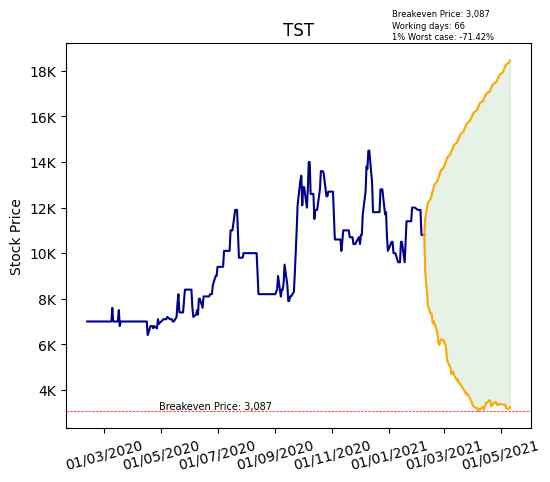 Breakeven Price: 3,087
Working days: 66
1% Worst case: -71.42%
TST
Stock Price
18K
16K
14K
12K
10K
8K
6K
4K
Breakeven Price: 3,087
01/03/2020
01/05/2020
01/07/2020
01/09/2020
01/11/2020
01/01/2021
01/03/2021
01/05/2021